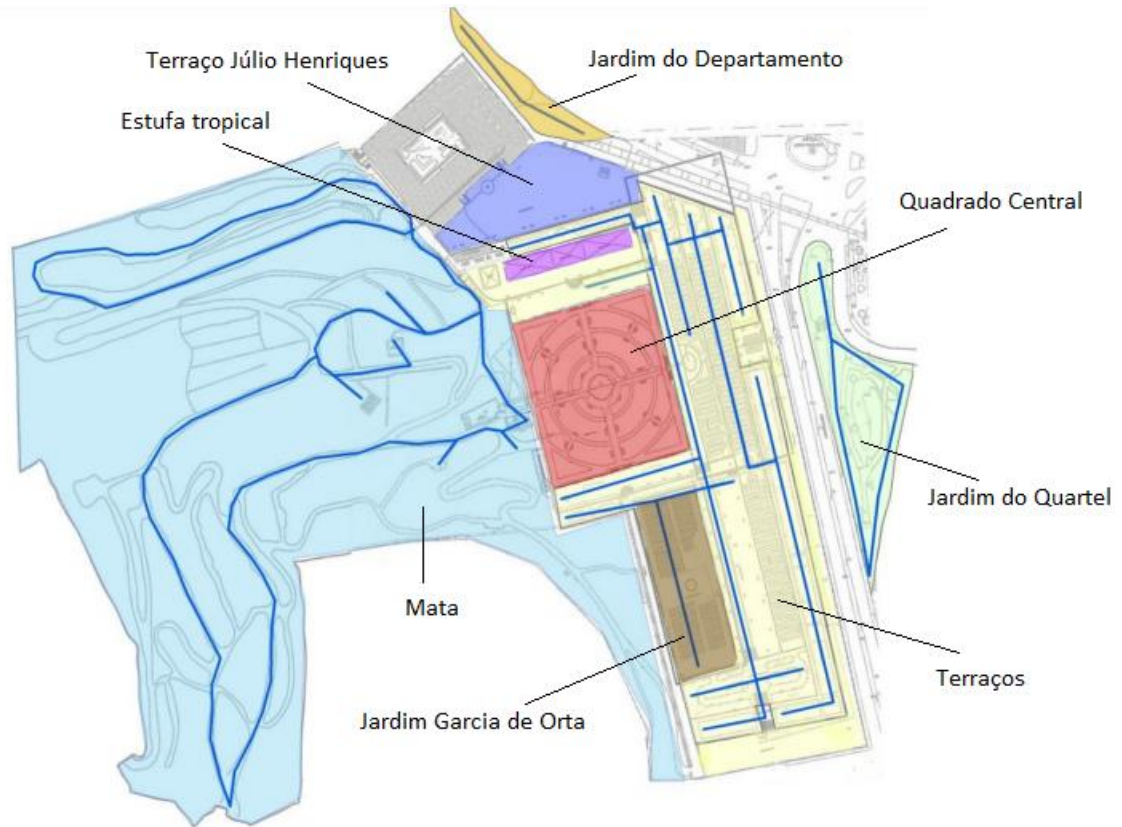 Jardim do Departamento
Terraço Júlio Henriques
Estufa tropical
Quadrado Central
Jardim do Quartel
Mata
Terraços
Jardim Garcia de Orta